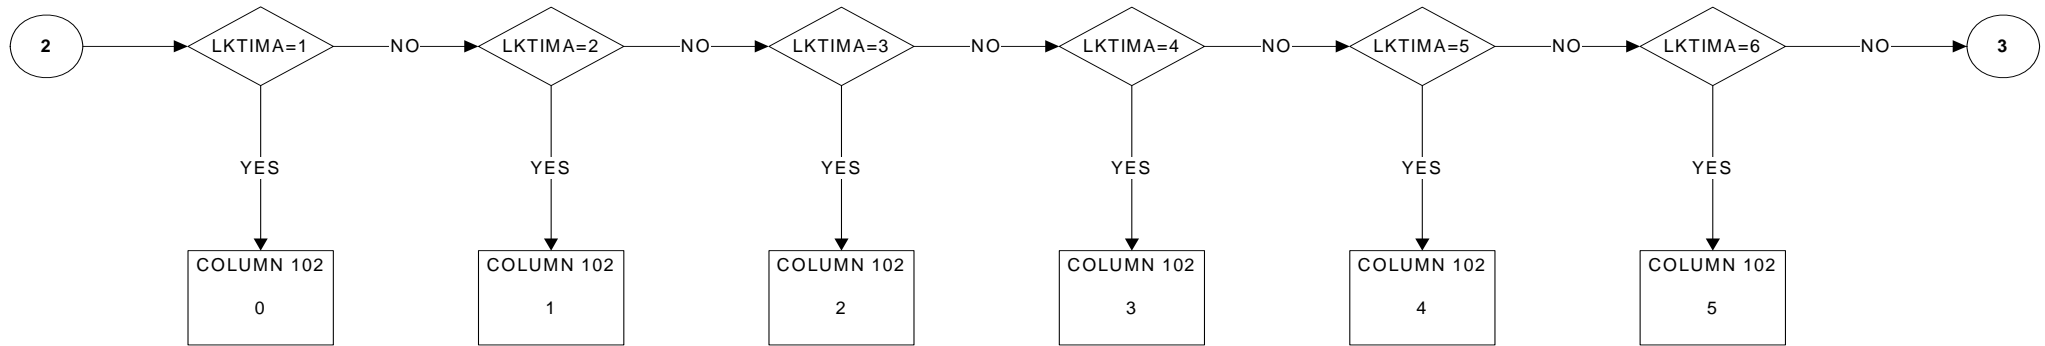 2 LKTIMA=1 NO LKTIMA=2 NO LKTIMA=3 NO LKTIMA=4 NO LKTIMA=5 NO LKTIMA=6 NO 3
YES YES YES YES YES YES
COLUMN 102 COLUMN 102 COLUMN 102 COLUMN 102 COLUMN 102 COLUMN 102
0 1 2 3 4 5